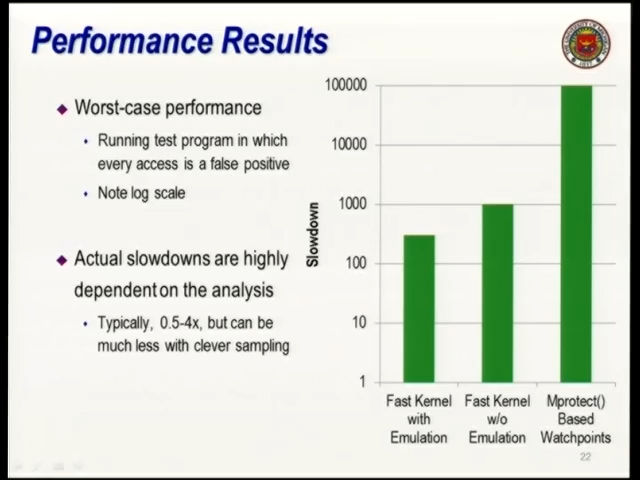 Performance Results
Worst-case performance
Running test program in which
every access is a false positive
Note log scale
Actual slowdowns are highly
dependent on the analysis
Typically, 0.5-4x, but can be
much less with clever sampling
Slowdown
100000
10000
1000
100
10
1
Fast Kernel
with
Emulation
Fast Kernel
w/o
Emulation
Mprotect()
Based
Watchpoints
22